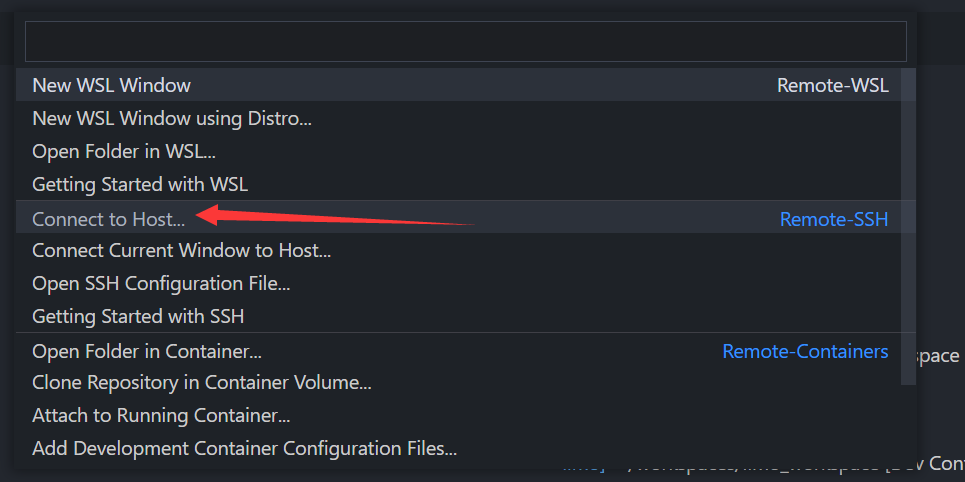 New WSL Window Remote-WSL
New WSL Window using Distro...
Open Folder in WSL...
Getting Started with WSL
Connect to Host... Remote-SSH
Connect Current Window to Host...
Open SSH Configuration File...
Getting Started with SSH
Open Folder in Container... Remote-Containers
space
Clone Repository in Container Volume...
Attach to Running Container...
Add Development Container Configuration Files...